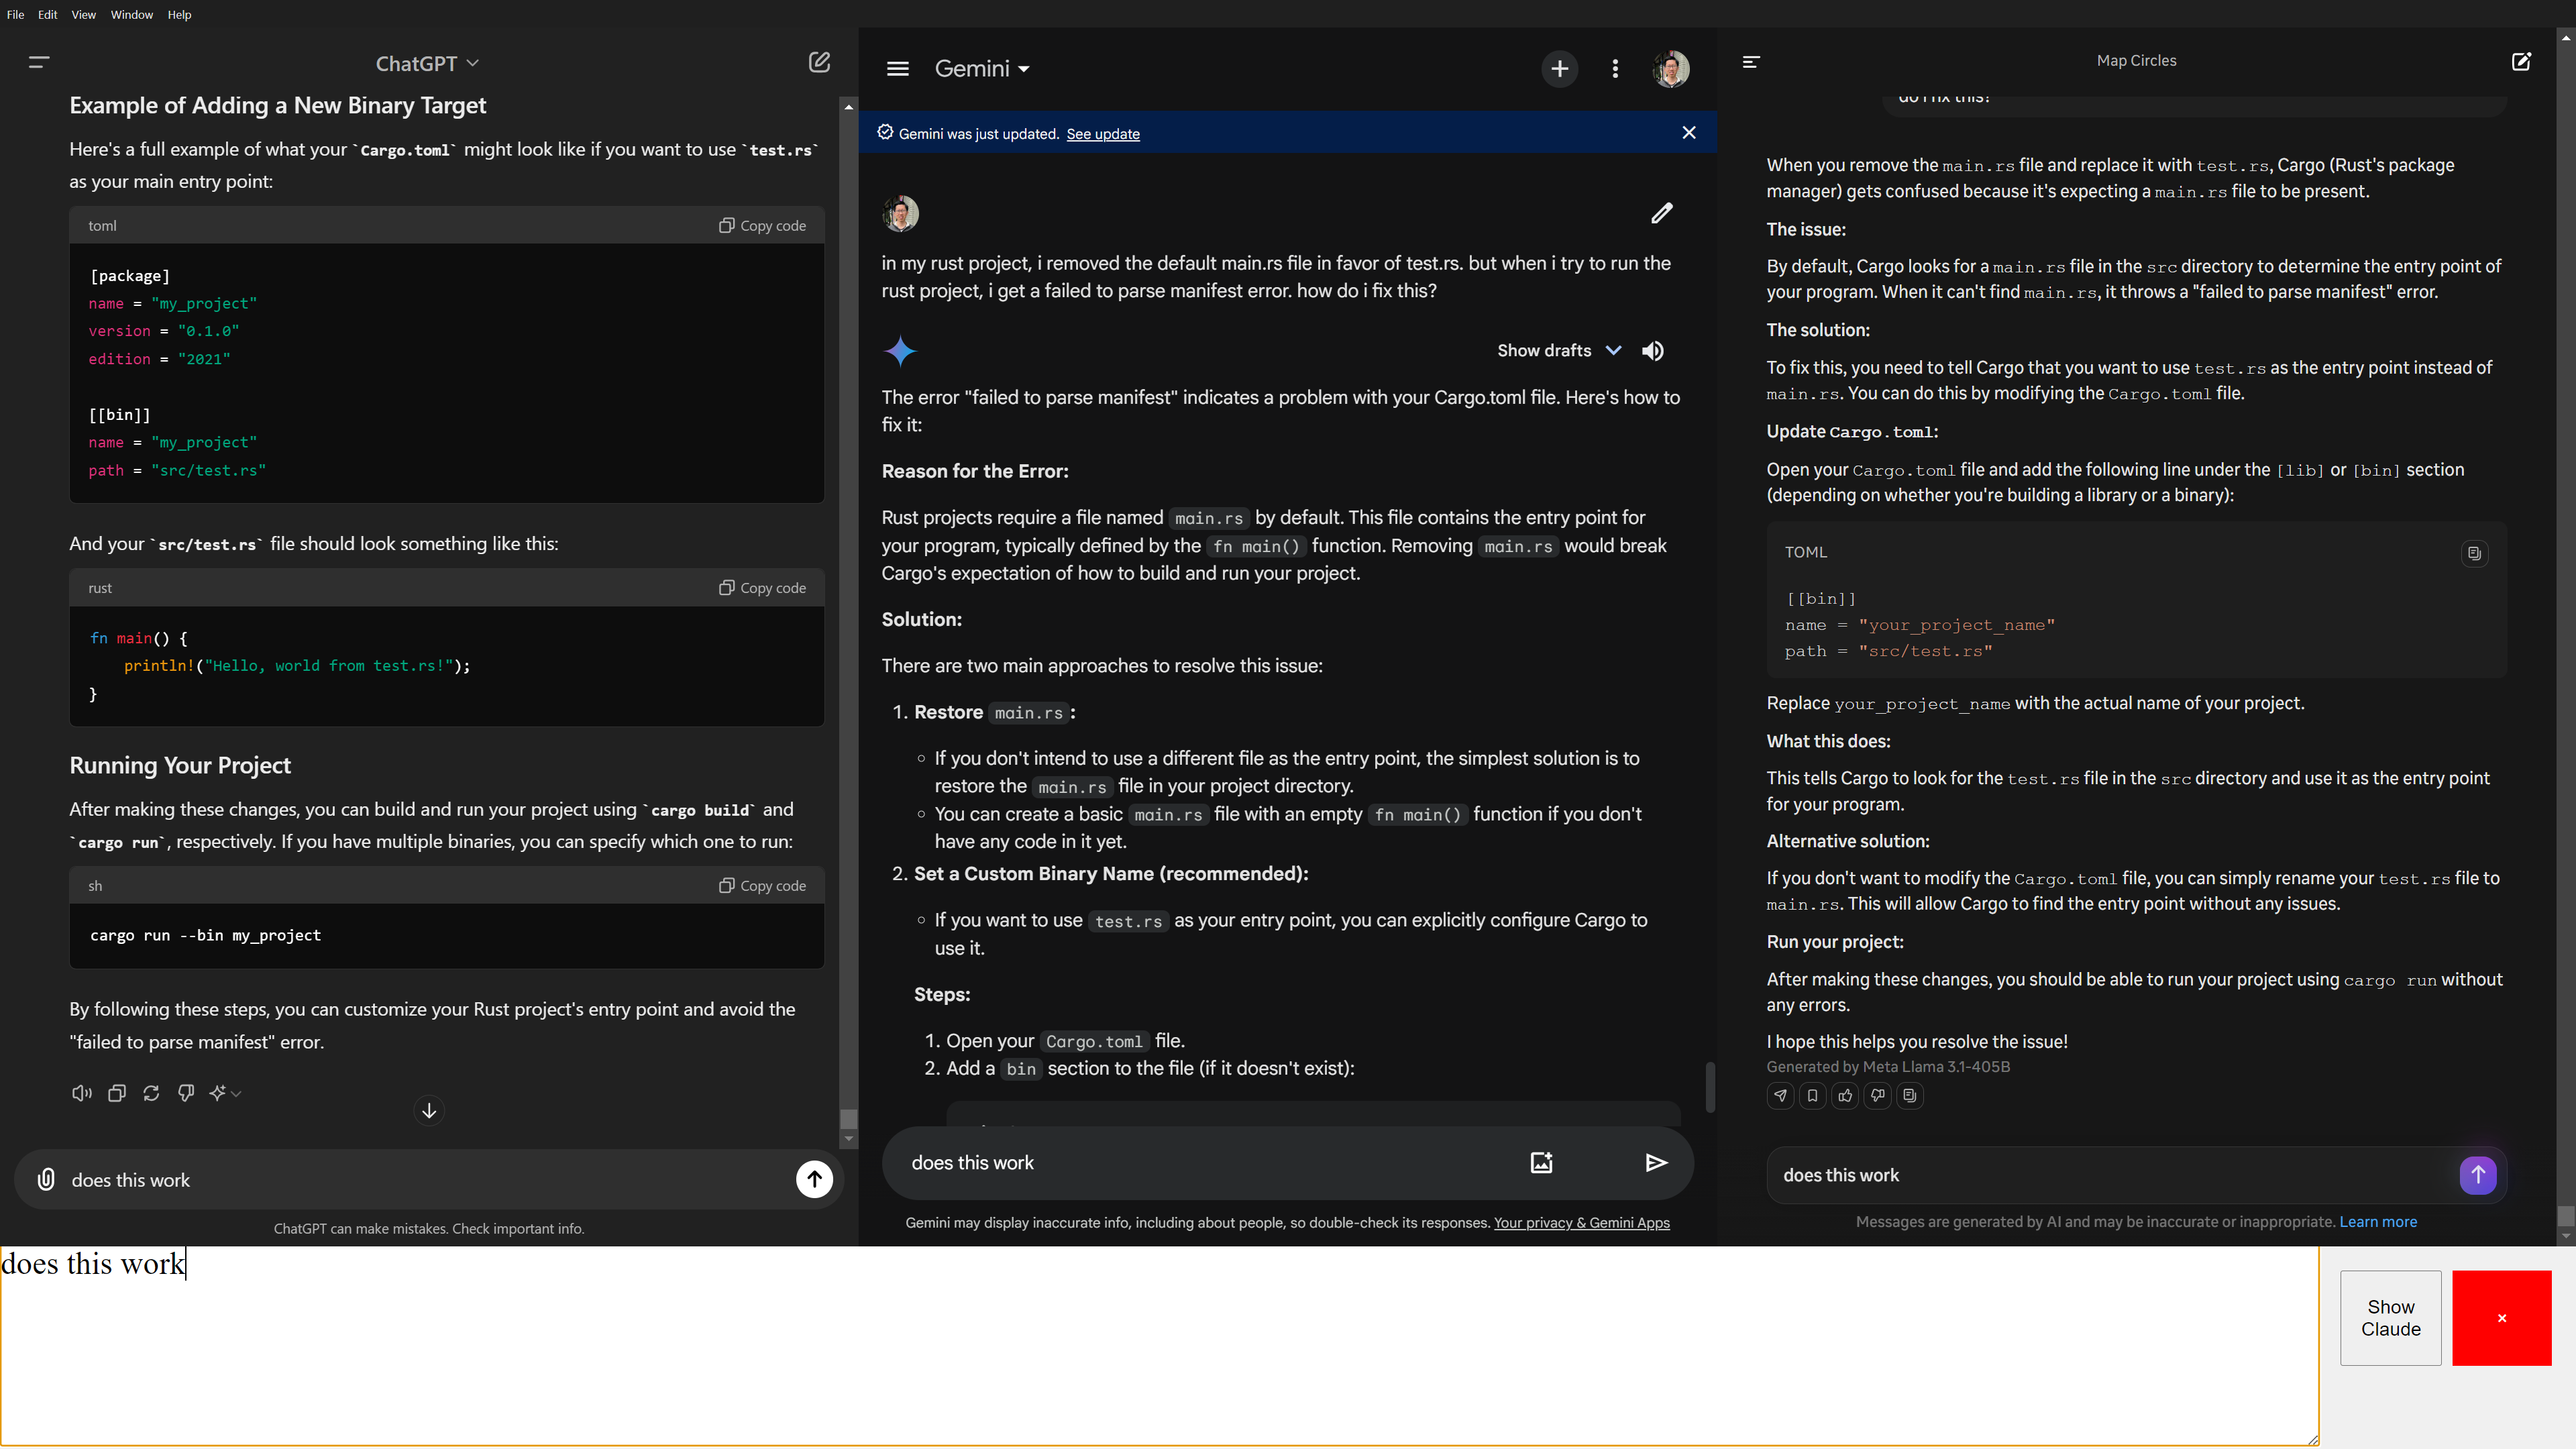 File Edit View Window Help
ChatGPT
Example of Adding a New Binary Target
Here's a full example of what your `Cargo.toml` might look like if you want to use `test.rs`
as your main entry point:
toml
Copy code
[package]
name = "my_project"
version = "0.1.0"
edition = "2021"
[[bin]]
name = "my_project"
path = "src/test.rs"
And your `src/test.rs` file should look something like this:
rust
Copy code
fn main() {
println!("Hello, world from test.rs!");
}
Running Your Project
After making these changes, you can build and run your project using `cargo build` and
`cargo run`, respectively. If you have multiple binaries, you can specify which one to run:
sh
Copy code
cargo run --bin my_project
By following these steps, you can customize your Rust project's entry point and avoid the
"failed to parse manifest" error.
does this work
ChatGPT can make mistakes. Check important info.
Gemini
Gemini was just updated. See update
in my rust project, i removed the default main.rs file in favor of test.rs. but when i try to run the
rust project, i get a failed to parse manifest error. how do i fix this?
Show drafts
The error "failed to parse manifest" indicates a problem with your Cargo.toml file. Here's how to
fix it:
Reason for the Error:
Rust projects require a file named main.rs by default. This file contains the entry point for
your program, typically defined by the fn main() function. Removing main.rs would break
Cargo's expectation of how to build and run your project.
Solution:
There are two main approaches to resolve this issue:
1. Restore main.rs :
If you don't intend to use a different file as the entry point, the simplest solution is to
restore the main.rs file in your project directory.
You can create a basic main.rs file with an empty fn main() function if you don't
have any code in it yet.
2. Set a Custom Binary Name (recommended):
If you want to use test.rs as your entry point, you can explicitly configure Cargo to
use it.
Steps:
1. Open your Cargo.toml file.
2. Add a bin section to the file (if it doesn't exist):
does this work
Gemini may display inaccurate info, including about people, so double-check its responses. Your privacy & Gemini Apps
Map Circles
do I fix this?
When you remove the main.rs file and replace it with test.rs, Cargo (Rust's package
manager) gets confused because it's expecting a main.rs file to be present.
The issue:
By default, Cargo looks for a main.rs file in the src directory to determine the entry point of
your program. When it can't find main.rs, it throws a "failed to parse manifest" error.
The solution:
To fix this, you need to tell Cargo that you want to use test.rs as the entry point instead of
main.rs. You can do this by modifying the Cargo.toml file.
Update Cargo.toml:
Open your Cargo.toml file and add the following line under the [lib] or [bin] section
(depending on whether you're building a library or a binary):
TOML
[[bin]]
name = "your_project_name"
path = "src/test.rs"
Replace your_project_name with the actual name of your project.
What this does:
This tells Cargo to look for the test.rs file in the src directory and use it as the entry point
for your program.
Alternative solution:
If you don't want to modify the Cargo.toml file, you can simply rename your test.rs file to
main.rs. This will allow Cargo to find the entry point without any issues.
Run your project:
After making these changes, you should be able to run your project using cargo run without
any errors.
I hope this helps you resolve the issue!
Generated by Meta Llama 3.1-405B
does this work
Messages are generated by AI and may be inaccurate or inappropriate. Learn more
does this work
Show
Claude
×